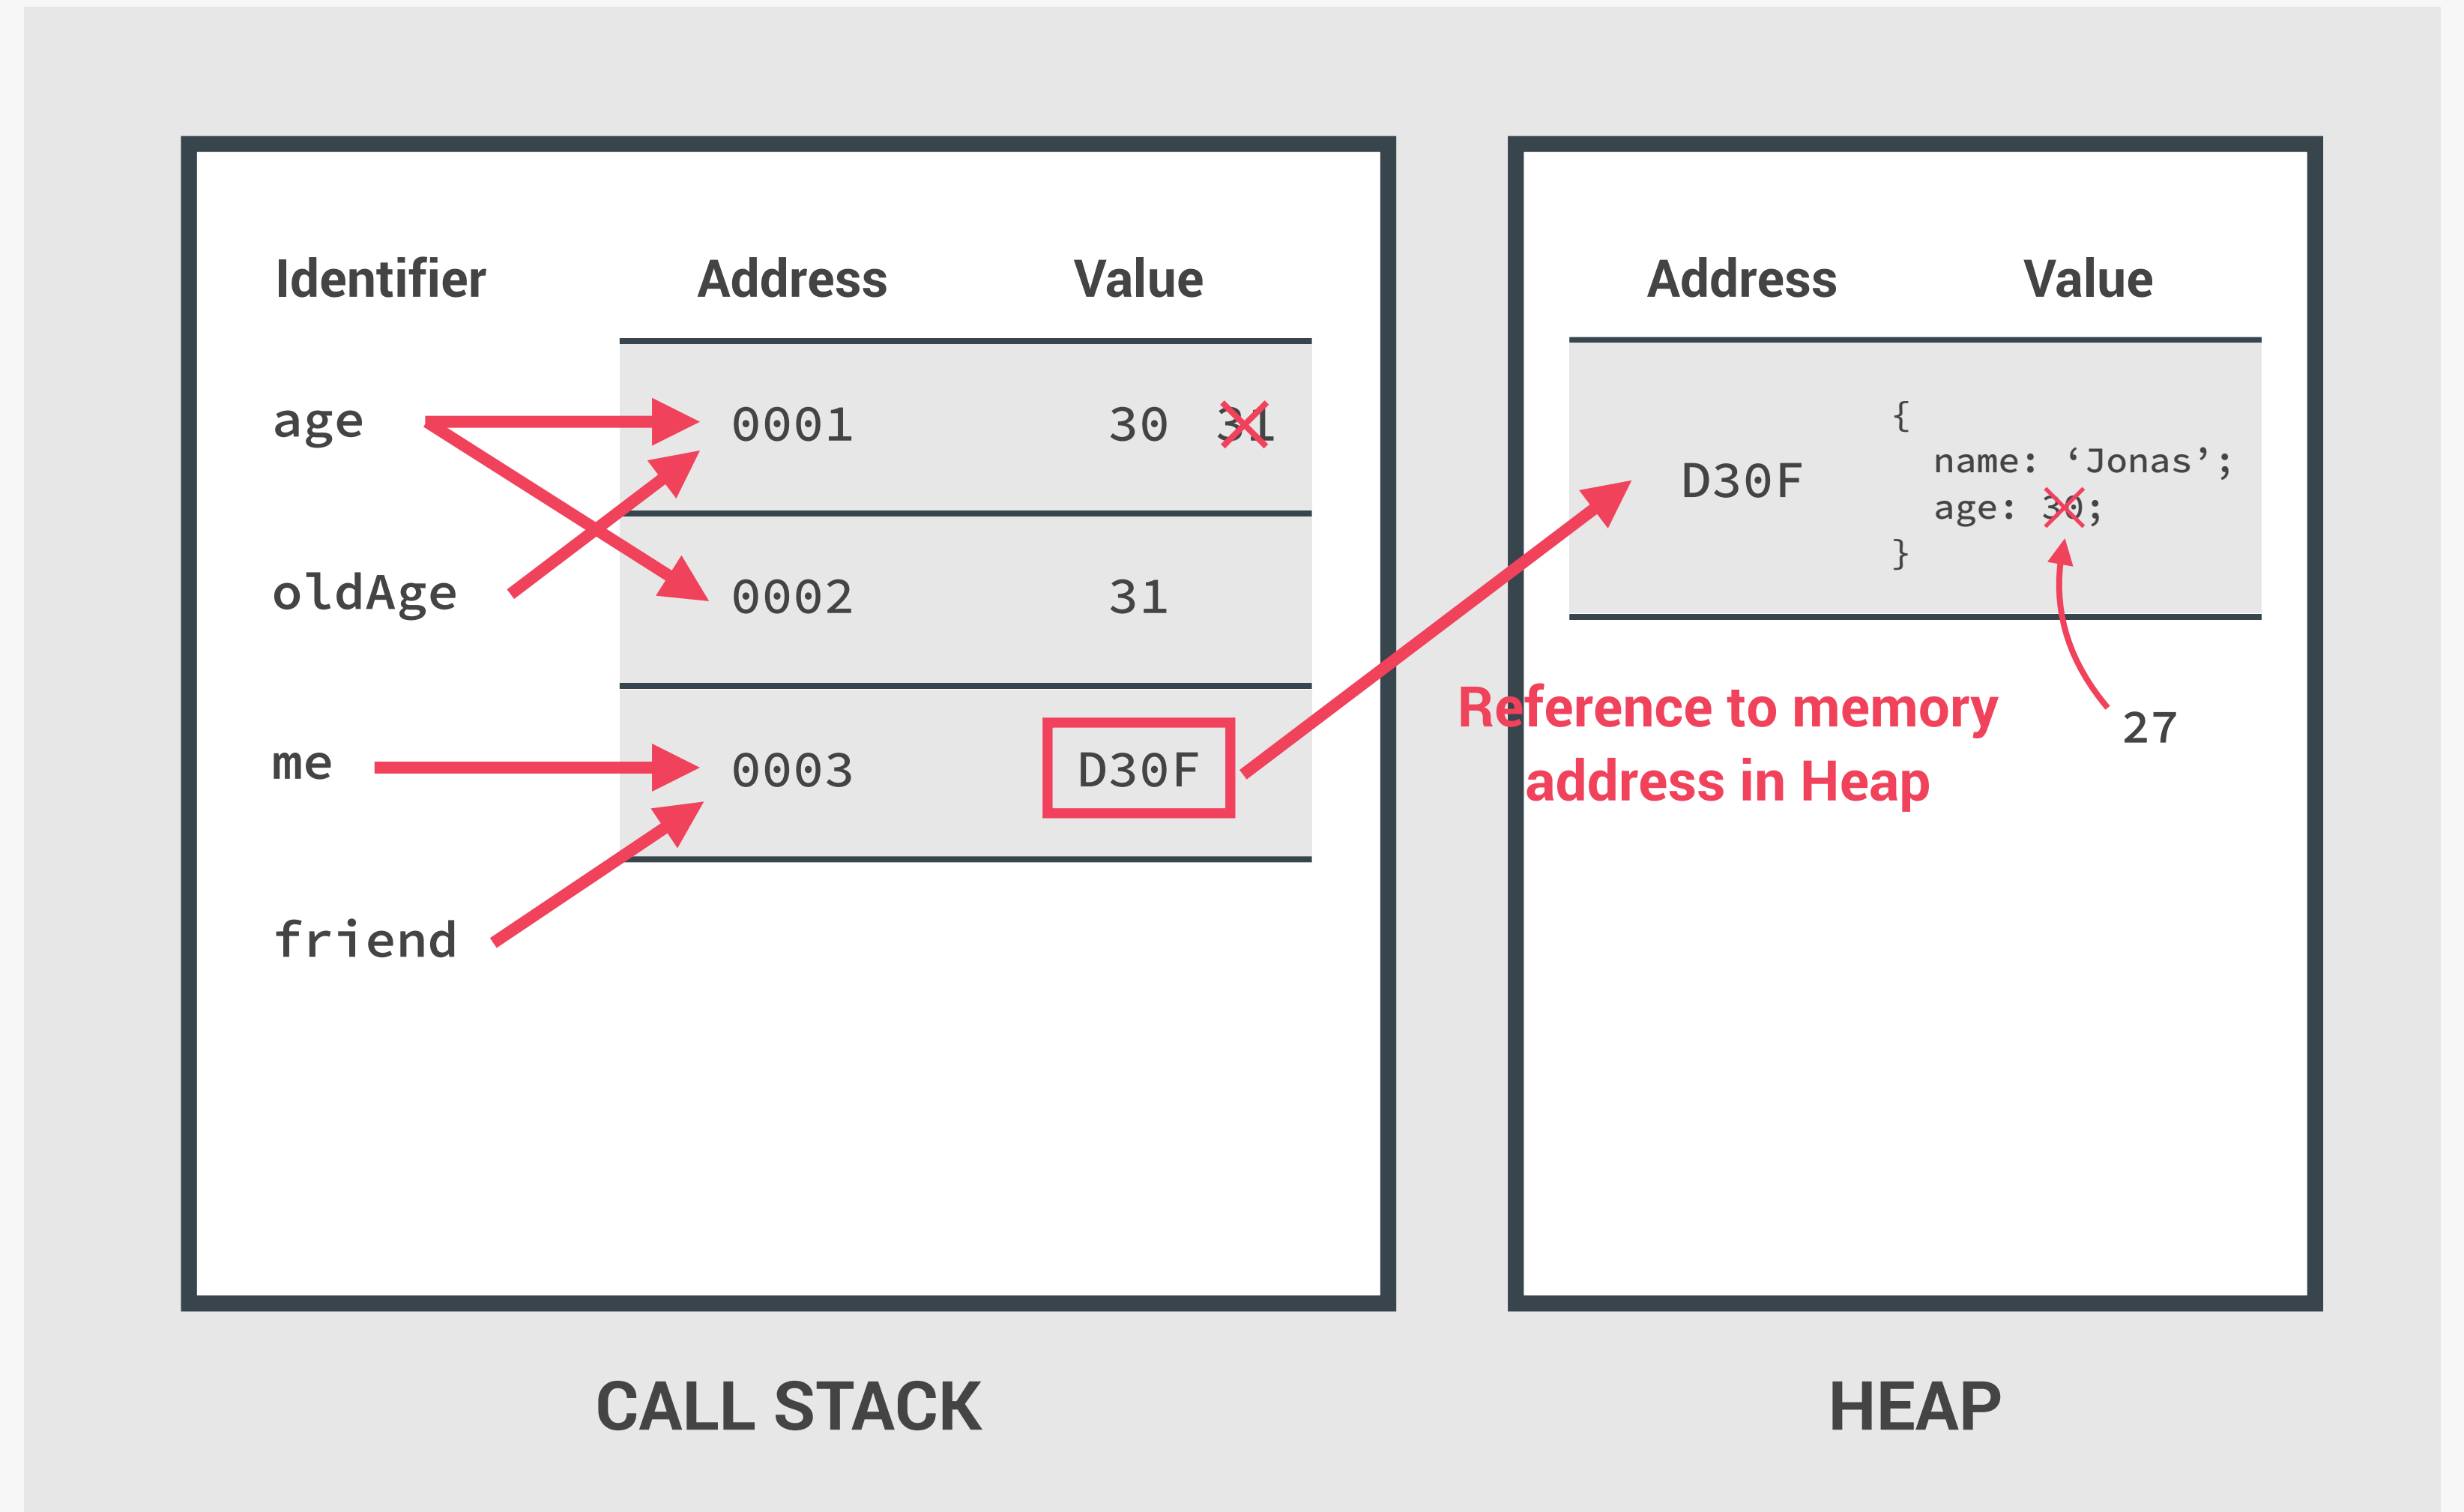 Identifier Address Value
age 0001 30 31
oldAge 0002 31
me 0003 D30F
friend
CALL STACK
Address Value
D30F
{
name: ‘Jonas’;
age: 30;
}
27
Reference to memory
address in Heap
HEAP